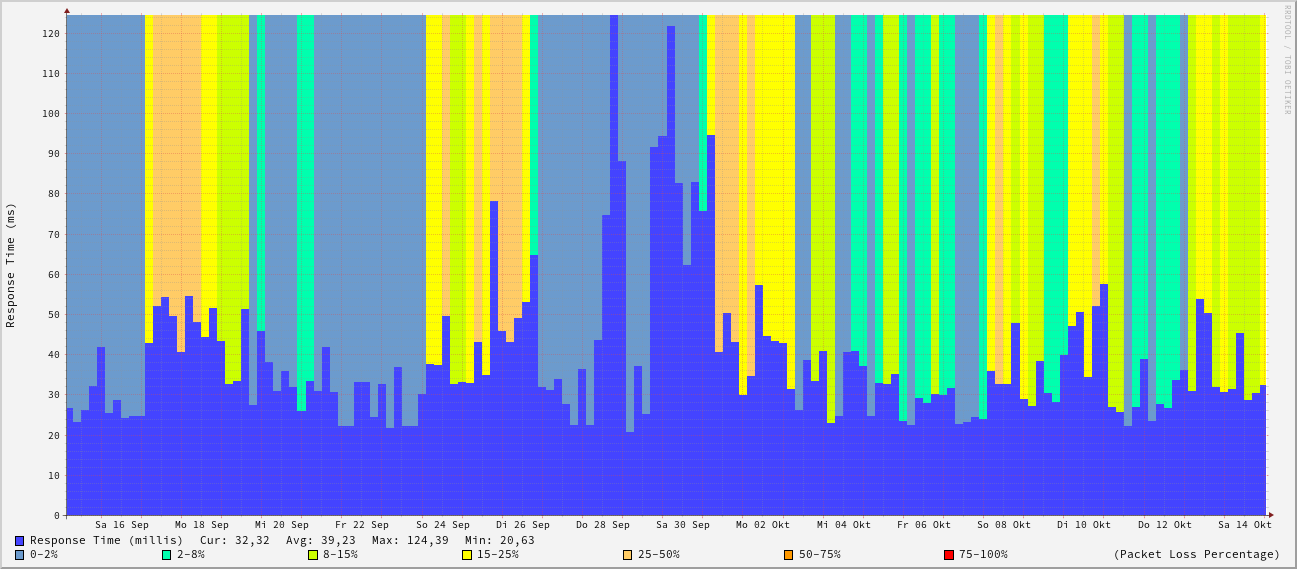 RRDTOOL / TOBI OETIKER
Response Time (ms)
120
110
100
90
80
70
60
50
40
30
20
10
0
Sa 16 Sep Mo 18 Sep Mi 20 Sep Fr 22 Sep So 24 Sep Di 26 Sep Do 28 Sep Sa 30 Sep Mo 02 Okt Mi 04 Okt Fr 06 Okt So 08 Okt Di 10 Okt Do 12 Okt Sa 14 Okt
Response Time (millis) Cur: 32,32 Avg: 39,23 Max: 124,39 Min: 20,63
0-2% 2-8% 8-15% 15-25% 25-50% 50-75% 75-100% (Packet Loss Percentage)